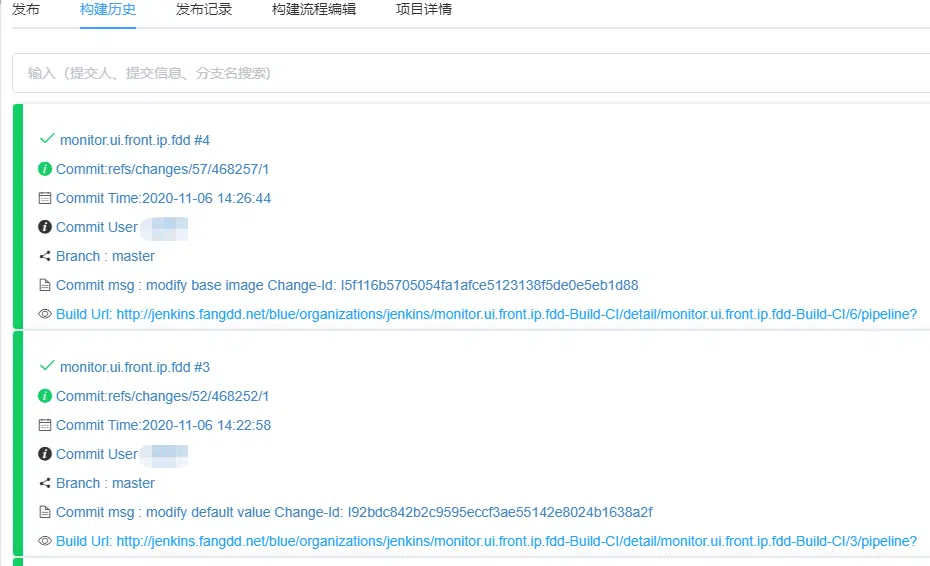 发布 构建历史 发布记录 构建流程编辑 项目详情
输入（提交人、提交信息、分支名搜索）
monitor.ui.front.ip.fdd #4
Commit:refs/changes/57/468257/1
Commit Time:2020-11-06 14:26:44
Commit User
Branch : master
Commit msg : modify base image Change-Id: I5f116b5705054fa1afce5123138f5de0e5eb1d88
Build Url: http://jenkins.fangdd.net/blue/organizations/jenkins/monitor.ui.front.ip.fdd-Build-CI/detail/monitor.ui.front.ip.fdd-Build-CI/6/pipeline?
monitor.ui.front.ip.fdd #3
Commit:refs/changes/52/468252/1
Commit Time:2020-11-06 14:22:58
Commit User
Branch : master
Commit msg : modify default value Change-Id: I92bdc842b2c9595eccf3ae55142e8024b1638a2f
Build Url: http://jenkins.fangdd.net/blue/organizations/jenkins/monitor.ui.front.ip.fdd-Build-CI/detail/monitor.ui.front.ip.fdd-Build-CI/3/pipeline?